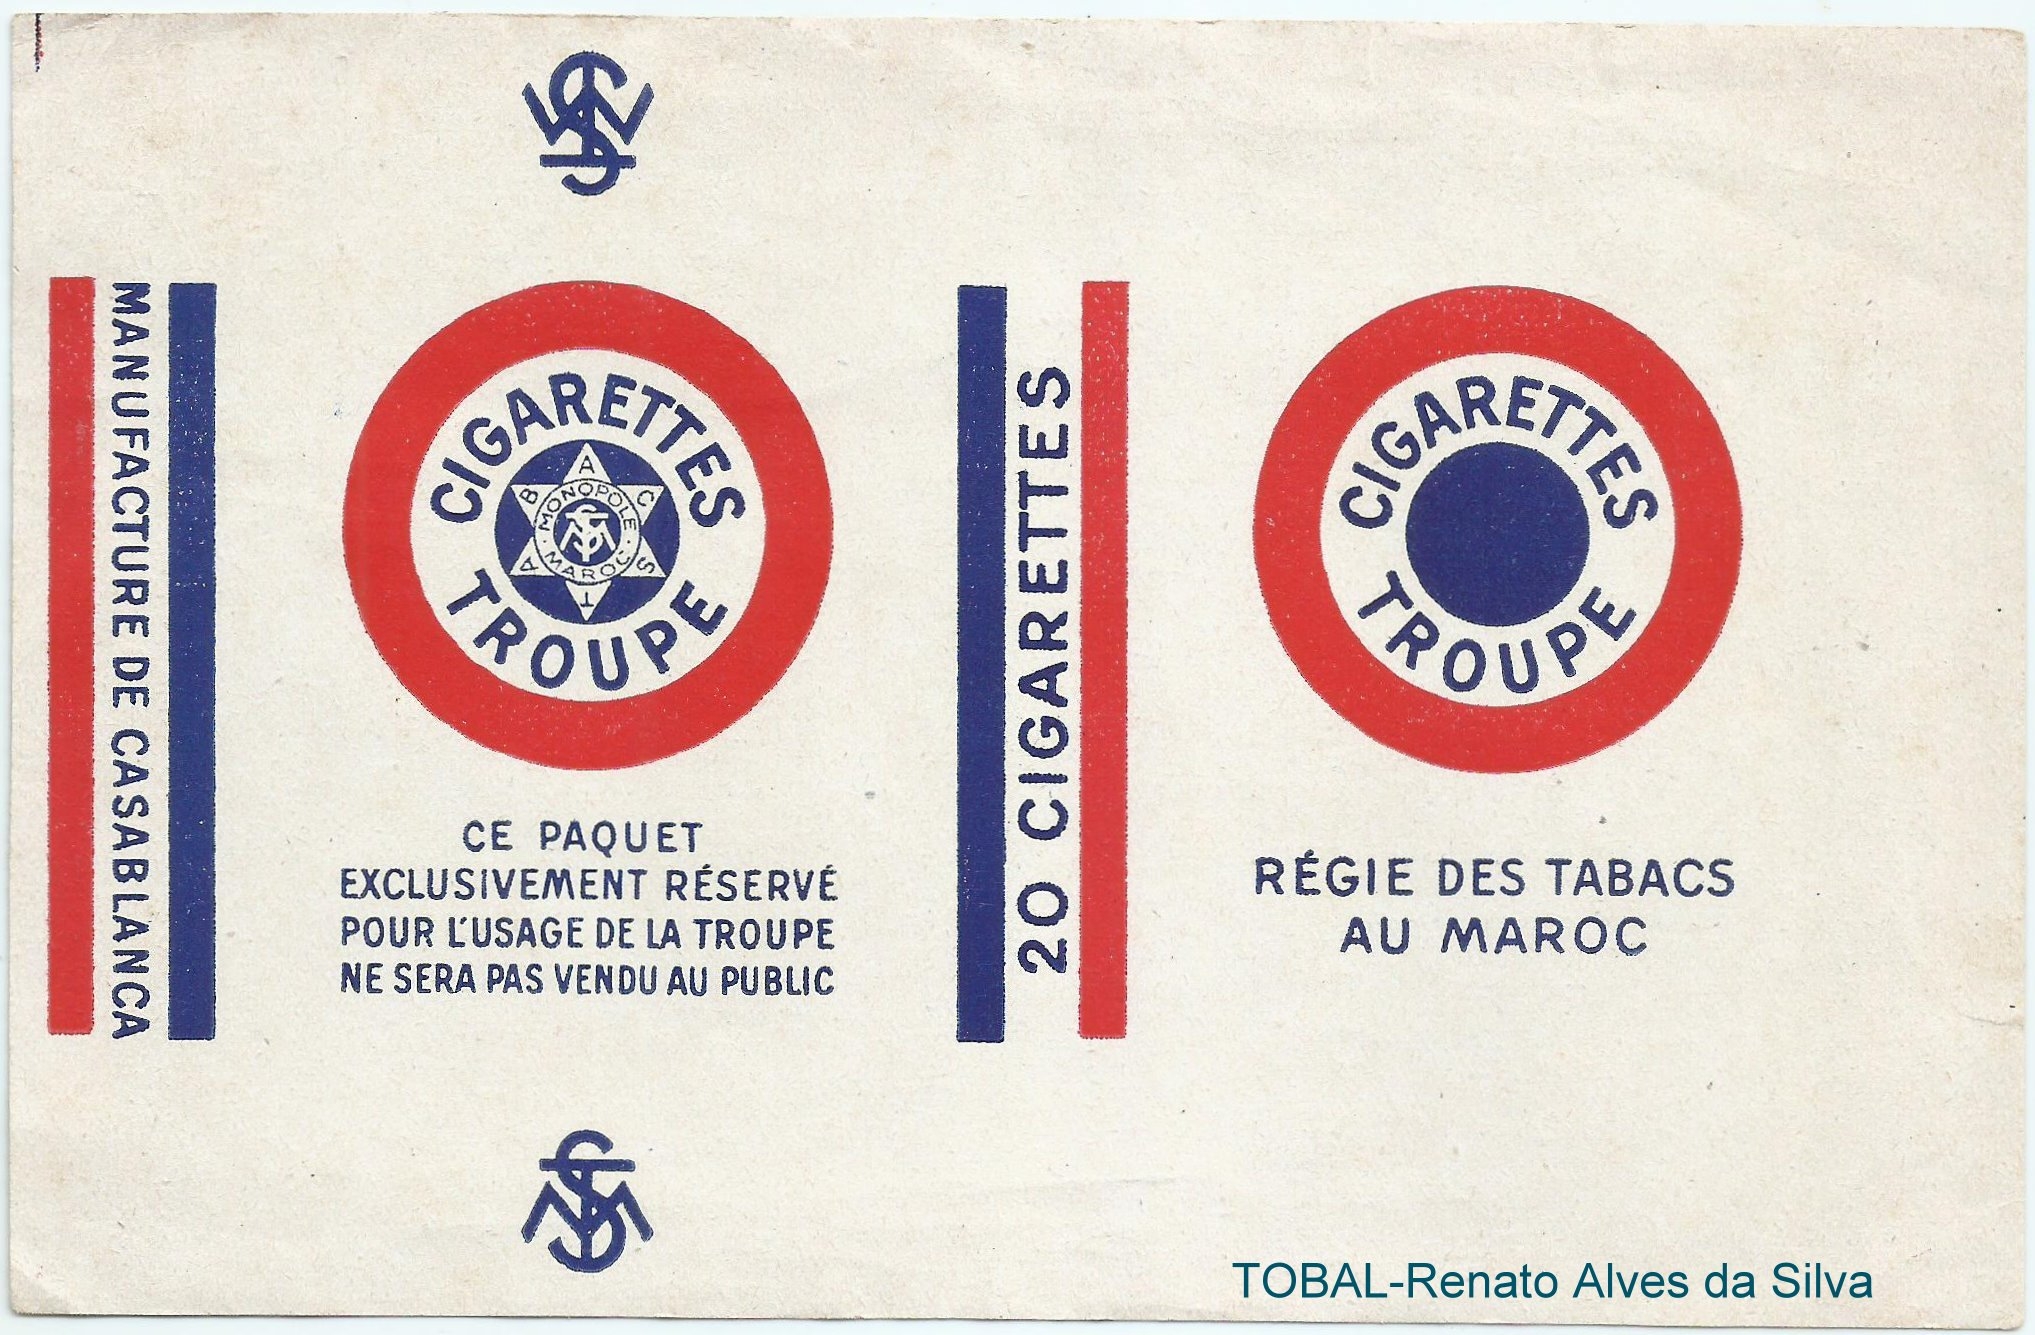 MANUFACTURE DE CASABLANCA
CIGARETTES
TROUPE
A
B C
MONOPOLE
MAROC
A S
T
CE PAQUET
EXCLUSIVEMENT RÉSERVÉ
POUR L'USAGE DE LA TROUPE
NE SERA PAS VENDU AU PUBLIC
20 CIGARETTES
CIGARETTES
TROUPE
RÉGIE DES TABACS
AU MAROC
TOBAL-Renato Alves da Silva